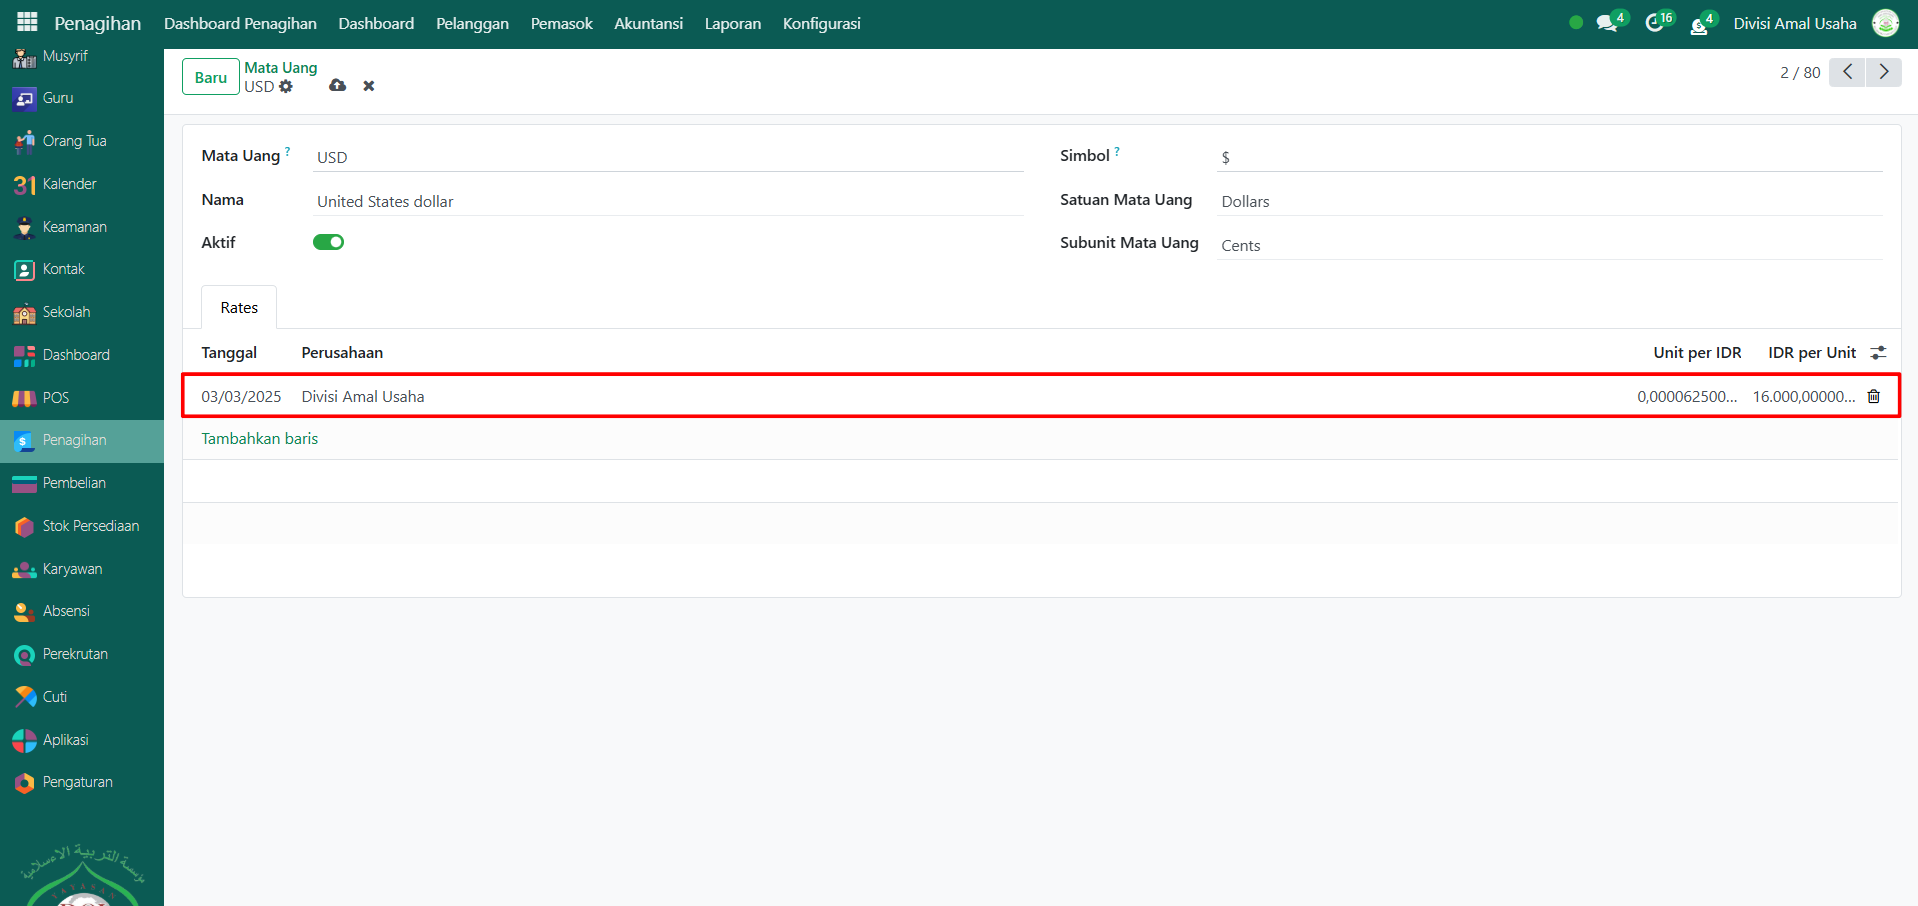 Penagihan
Dashboard Penagihan
Dashboard
Pelanggan
Pemasok
Akuntansi
Laporan
Konfigurasi
4
16
4
Divisi Amal Usaha
Musyrif
Guru
Orang Tua
31
Kalender
Keamanan
Kontak
Sekolah
Dashboard
POS
Penagihan
Pembelian
Stok Persediaan
Karyawan
Absensi
Perekrutan
Cuti
Aplikasi
Pengaturan
مؤسسة التربية الإسلامية
Baru
Mata Uang
USD
2 / 80
Mata Uang ?
USD
Simbol ?
$
Nama
United States dollar
Satuan Mata Uang
Dollars
Aktif
Subunit Mata Uang
Cents
Rates
Tanggal Perusahaan Unit per IDR IDR per Unit
03/03/2025 Divisi Amal Usaha 0,000062500... 16.000,00000...
Tambahkan baris